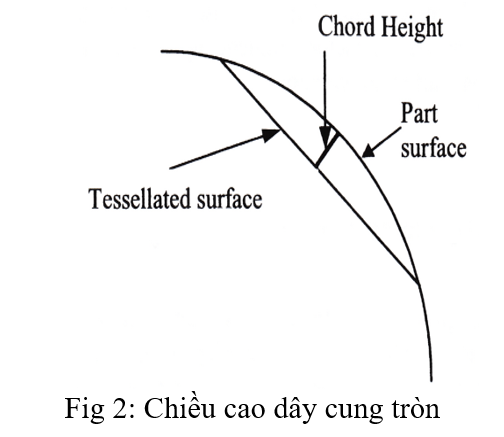 Chord Height
Part
surface
Tessellated surface
Fig 2: Chiều cao dây cung tròn